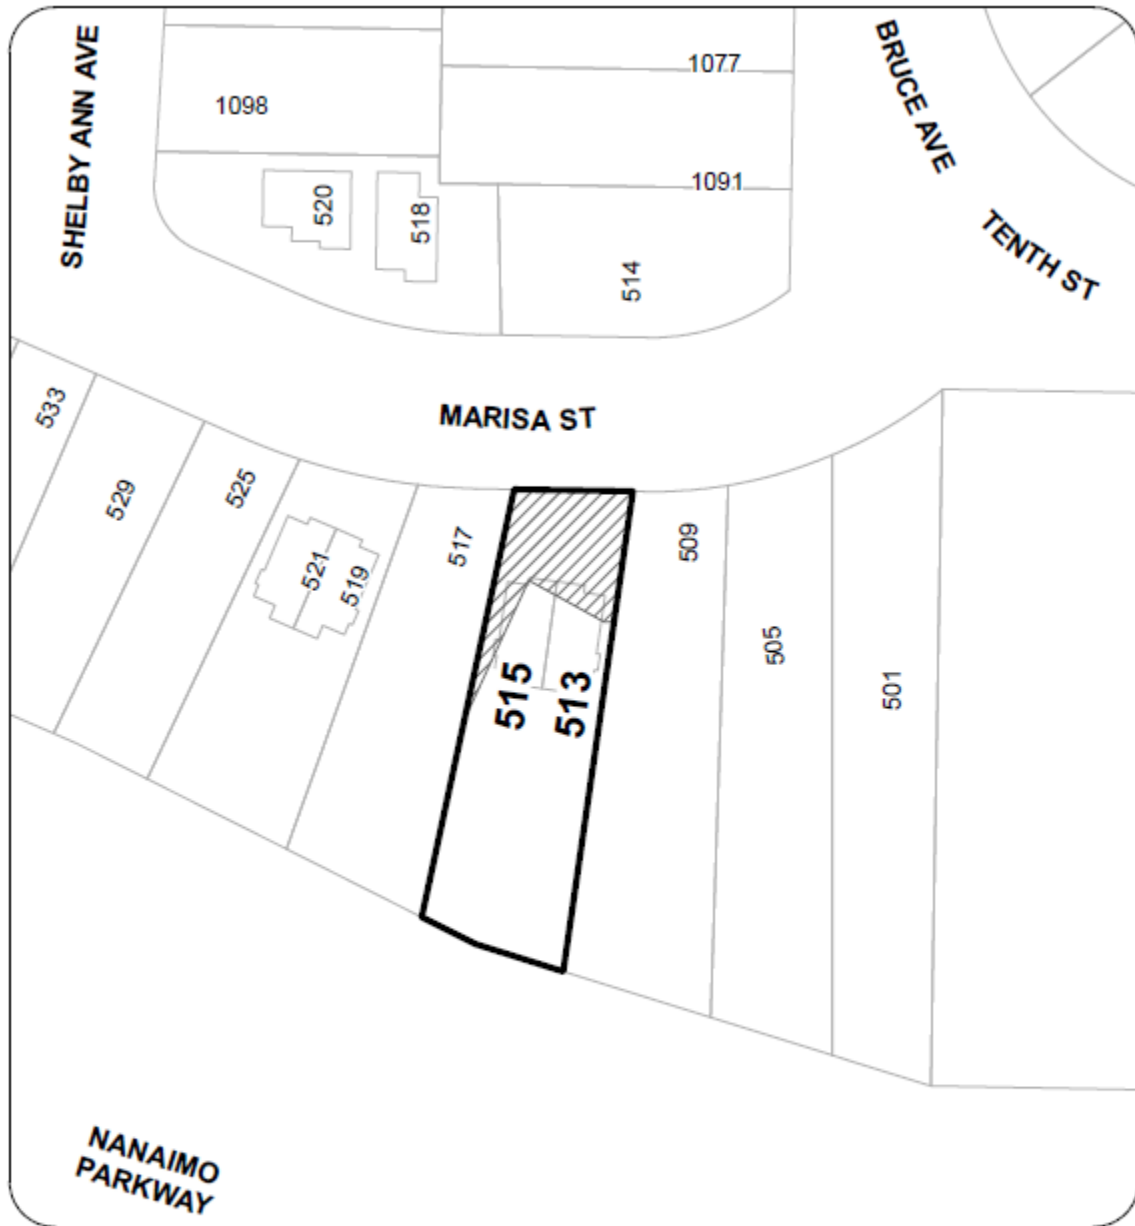 SHELBY ANN AVE
BRUCE AVE
TENTH ST
1077
1098
1091
520
518
514
MARISA ST
533
529
525
521
519
517
515
513
509
505
501
NANAIMO
PARKWAY